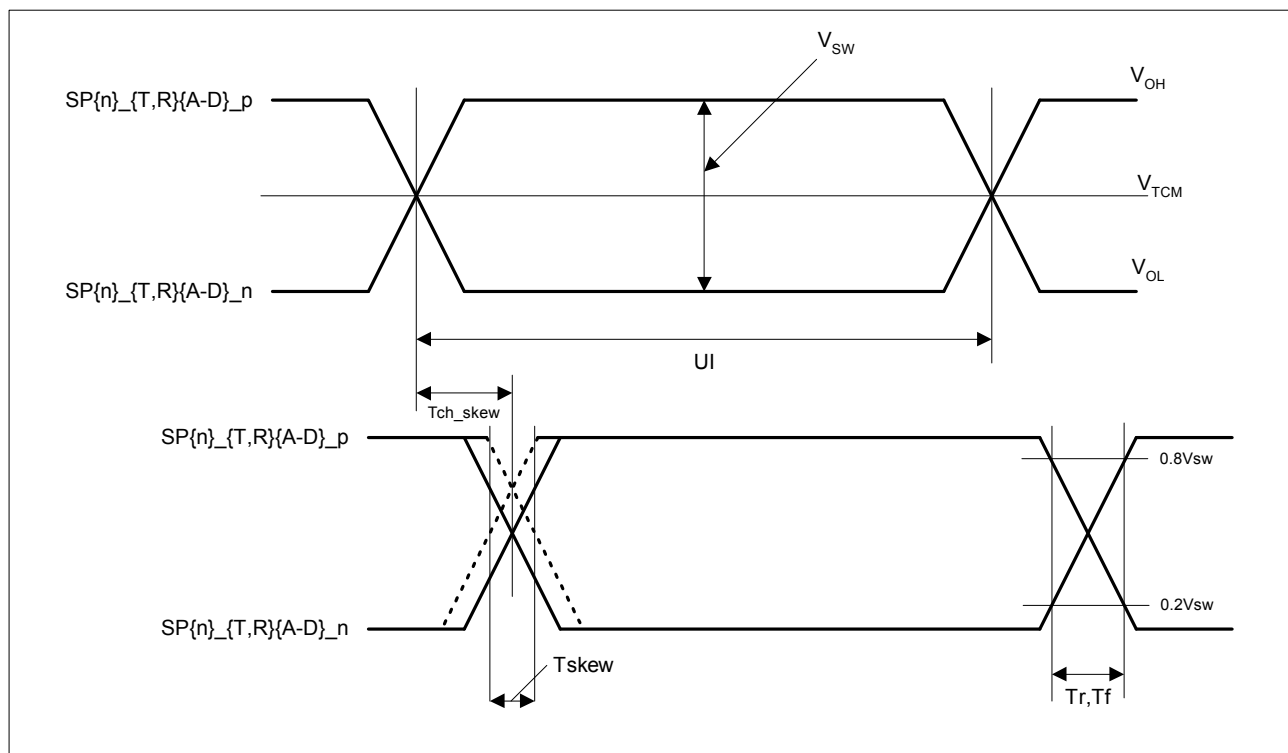 V_SW
SP{n}_{T,R}{A-D}_p
V_OH
V_TCM
SP{n}_{T,R}{A-D}_n
V_OL
UI
Tch_skew
SP{n}_{T,R}{A-D}_p
0.8Vsw
0.2Vsw
SP{n}_{T,R}{A-D}_n
Tskew
Tr,Tf